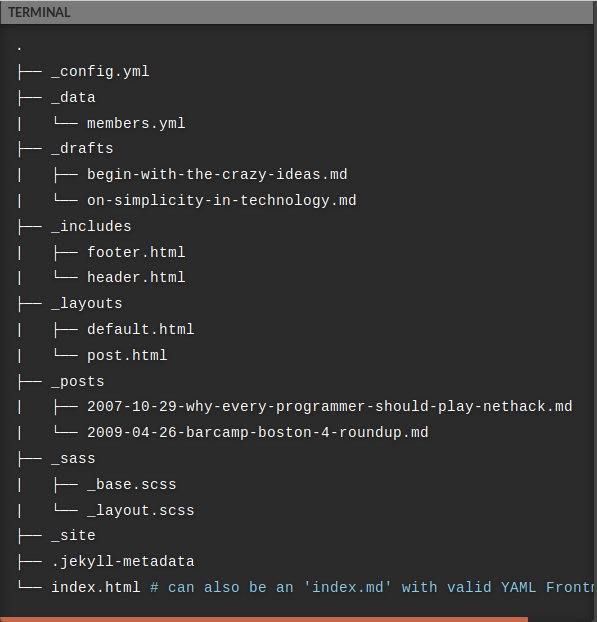 TERMINAL
.
├── _config.yml
├── _data
|   └── members.yml
├── _drafts
|   ├── begin-with-the-crazy-ideas.md
|   └── on-simplicity-in-technology.md
├── _includes
|   ├── footer.html
|   └── header.html
├── _layouts
|   ├── default.html
|   └── post.html
├── _posts
|   ├── 2007-10-29-why-every-programmer-should-play-nethack.md
|   └── 2009-04-26-barcamp-boston-4-roundup.md
├── _sass
|   ├── _base.scss
|   └── _layout.scss
├── _site
├── .jekyll-metadata
└── index.html # can also be an 'index.md' with valid YAML